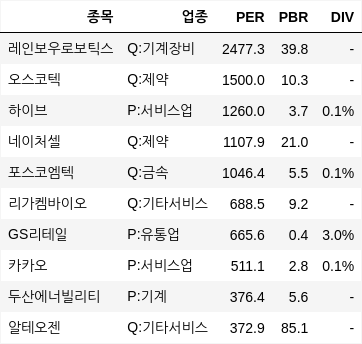 종목 업종 PER PBR DIV
레인보우로보틱스 Q:기계장비 2477.3 39.8 -
오스코텍 Q:제약 1500.0 10.3 -
하이브 P:서비스업 1260.0 3.7 0.1%
네이처셀 Q:제약 1107.9 21.0 -
포스코엠텍 Q:금속 1046.4 5.5 0.1%
리가켐바이오 Q:기타서비스 688.5 9.2 -
GS리테일 P:유통업 665.6 0.4 3.0%
카카오 P:서비스업 511.1 2.8 0.1%
두산에너빌리티 P:기계 376.4 5.6 -
알테오젠 Q:기타서비스 372.9 85.1 -